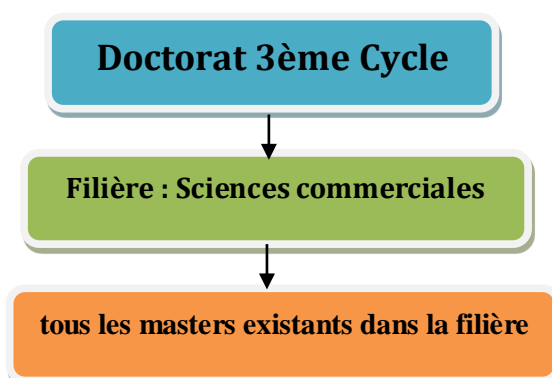 Doctorat 3ème Cycle
Filière : Sciences commerciales
tous les masters existants dans la filière